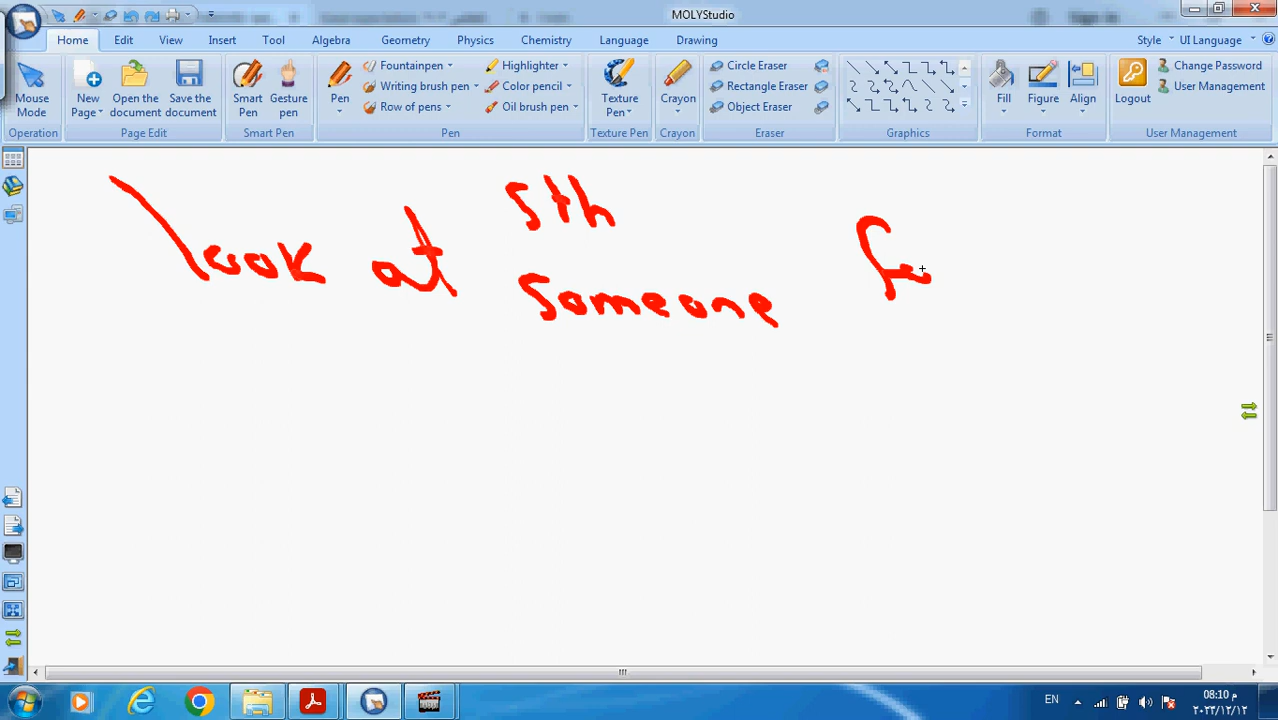 MOLYStudio
Home Edit View Insert Tool Algebra Geometry Physics Chemistry Language Drawing Style UI Language
Mouse Mode
New Page
Open the document
Save the document
Smart Pen
Gesture pen
Pen
Fountainpen
Writing brush pen
Row of pens
Highlighter
Color pencil
Oil brush pen
Texture Pen
Crayon
Circle Eraser
Rectangle Eraser
Object Eraser
Fill
Figure
Align
Logout
Change Password
User Management
Operation Page Edit Smart Pen Pen Texture Pen Crayon Eraser Graphics Format User Management
look at sth
someone
EN
08:10 م
٢٠٢٣/١٢/١٢